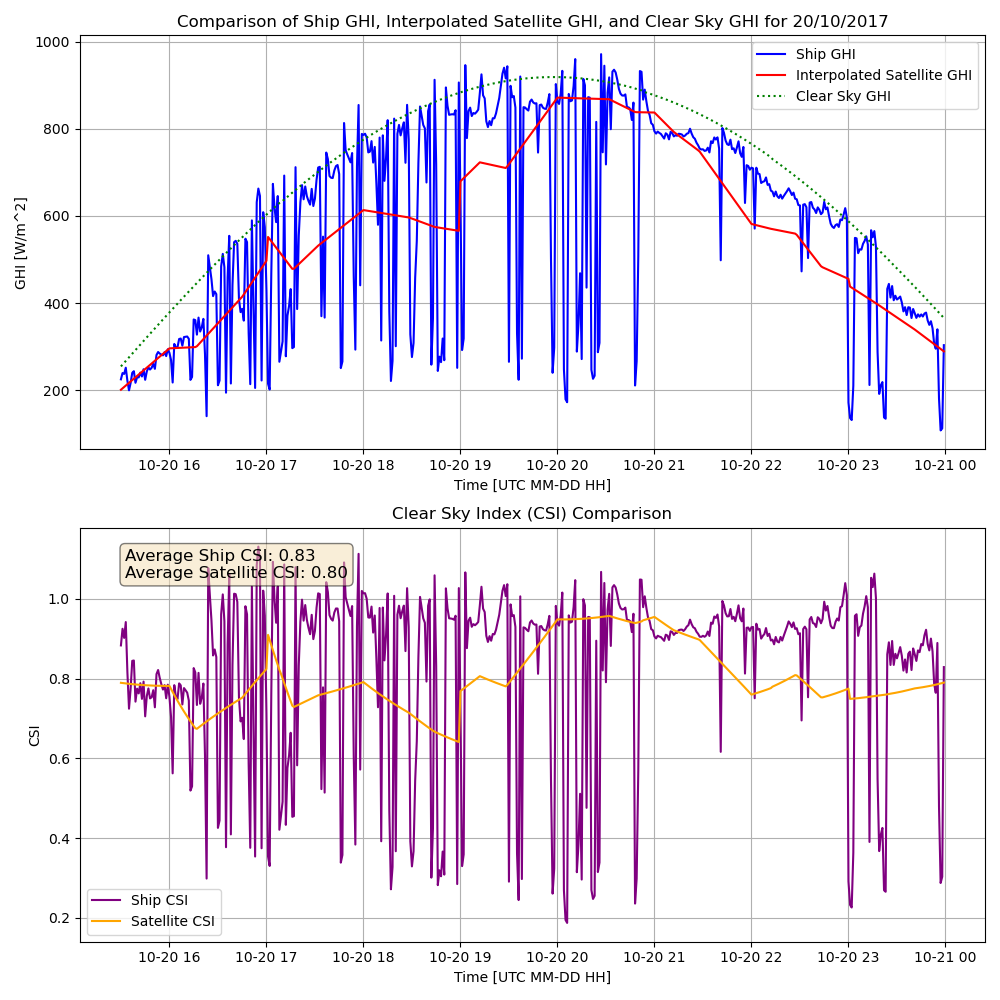 Comparison of Ship GHI, Interpolated Satellite GHI, and Clear Sky GHI for 20/10/2017
1000
800
600
400
200
GHI [W/m^2]
Ship GHI
Interpolated Satellite GHI
Clear Sky GHI
10-20 16
10-20 17
10-20 18
10-20 19
10-20 20
10-20 21
10-20 22
10-20 23
10-21 00
Time [UTC MM-DD HH]
Clear Sky Index (CSI) Comparison
Average Ship CSI: 0.83
Average Satellite CSI: 0.80
1.0
0.8
0.6
0.4
0.2
CSI
Ship CSI
Satellite CSI
10-20 16
10-20 17
10-20 18
10-20 19
10-20 20
10-20 21
10-20 22
10-20 23
10-21 00
Time [UTC MM-DD HH]